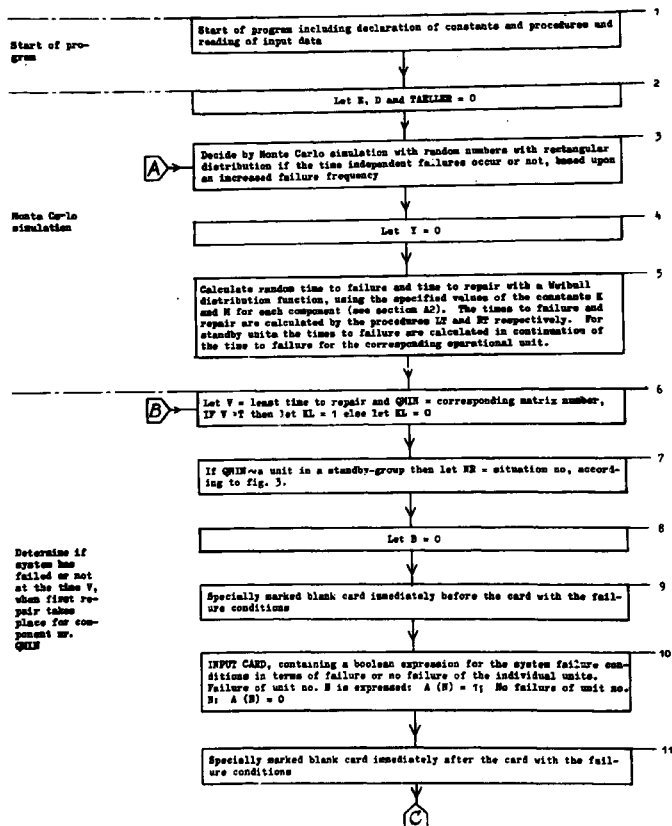 1
Start of program including declaration of constants and procedures and
reading of input data
Start of pro-
gram
2
Let E, D and TAELLER = 0
3
Decide by Monte Carlo simulation with random numbers with rectangular
distribution if the time independent failures occur or not, based upon
an increased failure frequency
A
4
Monte Carlo
simulation
Let Y = 0
5
Calculate random time to failure and time to repair with a Weibull
distribution function, using the specified values of the constants K
and M for each component (see section A2). The times to failure and
repair are calculated by the procedures LT and RT respectively. For
standby units the times to failure are calculated in continuation of
the time to failure for the corresponding operational unit.
6
B
Let V = least time to repair and QMIN = corresponding matrix number,
IF V >T then let KL = 1 else let KL = 0
7
If QMIN ~ a unit in a standby-group then let NR = situation no, accord-
ing to fig. 3.
8
Let B = 0
Determine if
system has
failed or not
at the time V,
when first re-
pair takes
place for com-
ponent nr.
QMIN
9
Specially marked blank card immediately before the card with the fail-
ure conditions
10
INPUT CARD, containing a boolean expression for the system failure con-
ditions in terms of failure or no failure of the individual units.
Failure of unit no. N is expressed: A (N) = 1; No failure of unit no.
N: A (N) = 0
11
Specially marked blank card immediately after the card with the fail-
ure conditions
C